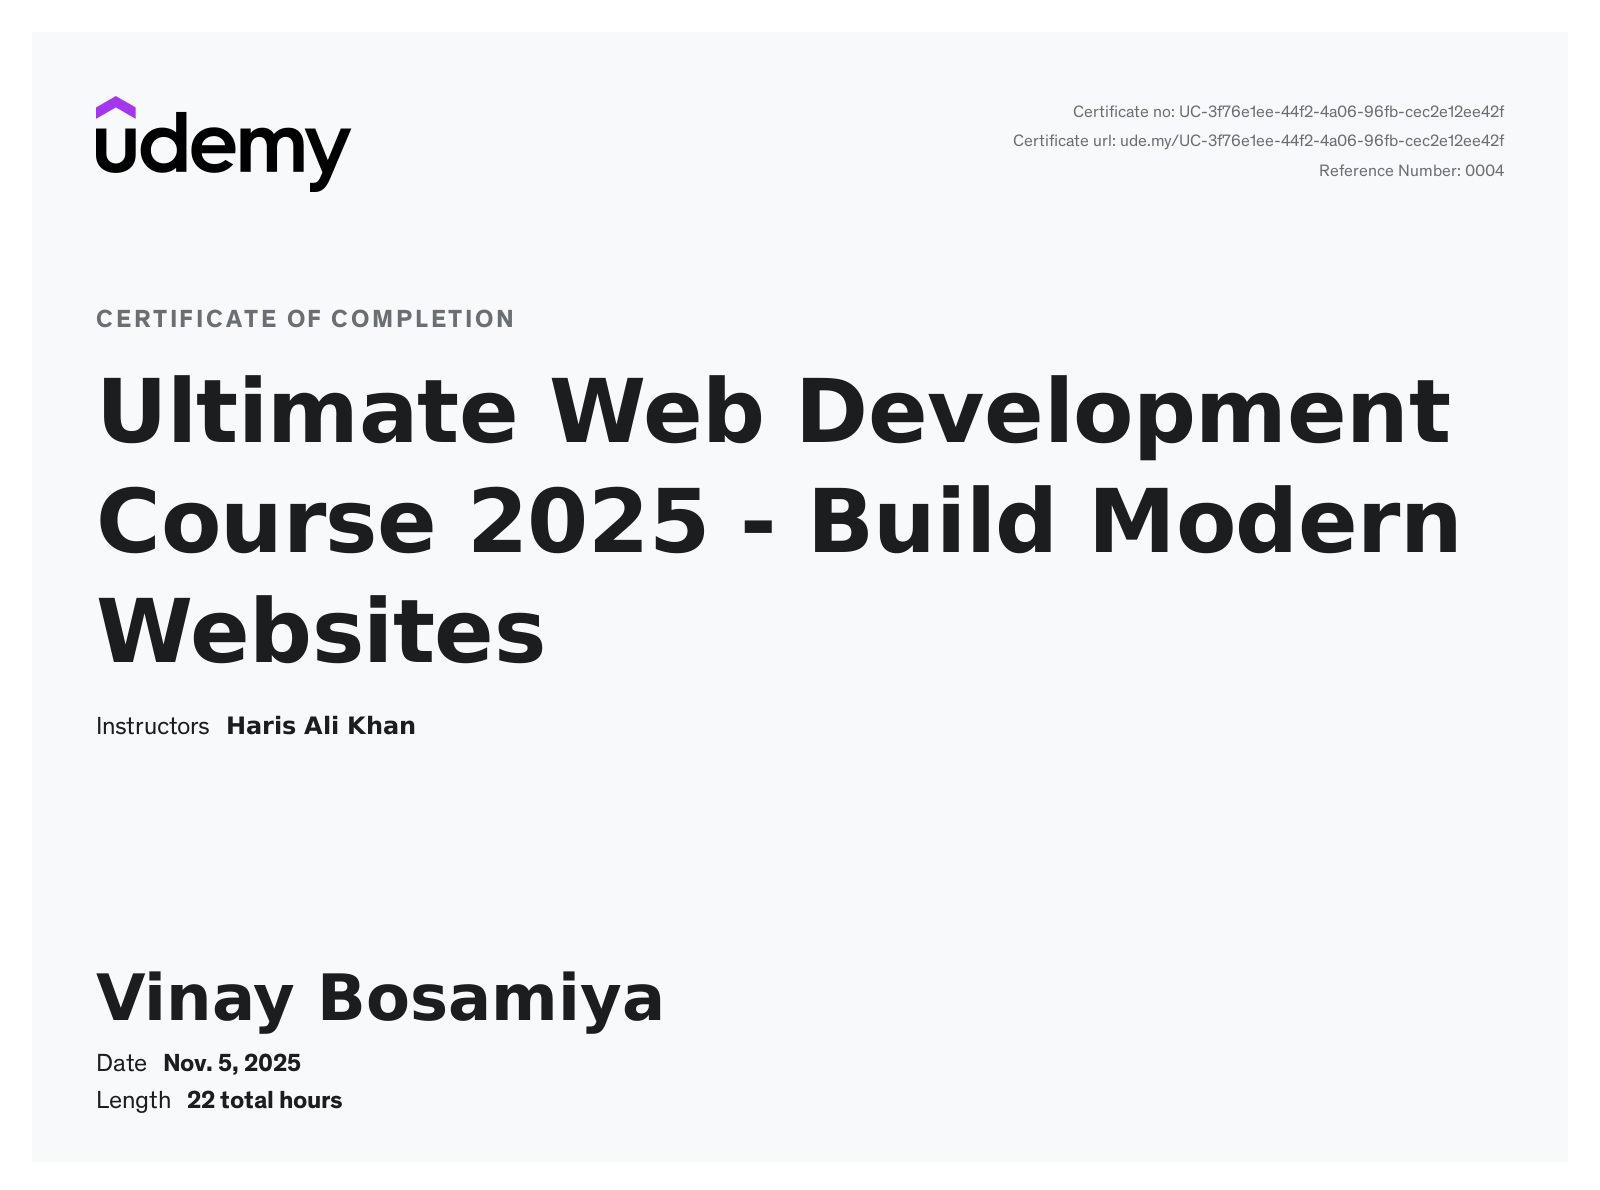 udemy
Certificate no: UC-3f76e1ee-44f2-4a06-96fb-cec2e12ee42f
Certificate url: ude.my/UC-3f76e1ee-44f2-4a06-96fb-cec2e12ee42f
Reference Number: 0004
CERTIFICATE OF COMPLETION
Ultimate Web Development
Course 2025 - Build Modern
Websites
Instructors Haris Ali Khan
Vinay Bosamiya
Date Nov. 5, 2025
Length 22 total hours